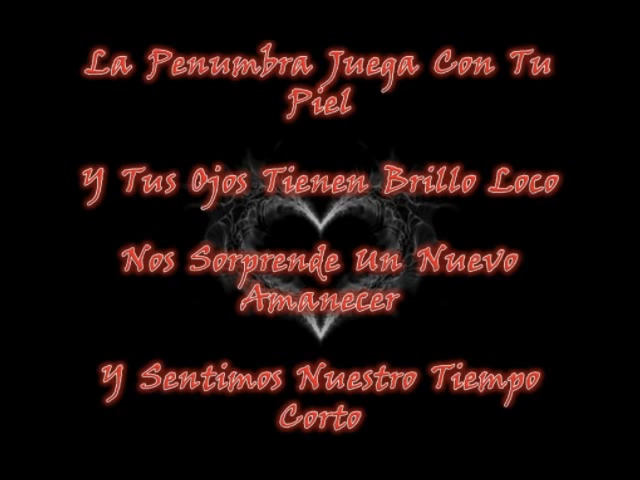 La Penumbra Juega Con Tu
Piel
Y Tus Ojos Tienen Brillo Loco
Nos Sorprende Un Nuevo
Amanecer
Y Sentimos Nuestro Tiempo
Corto